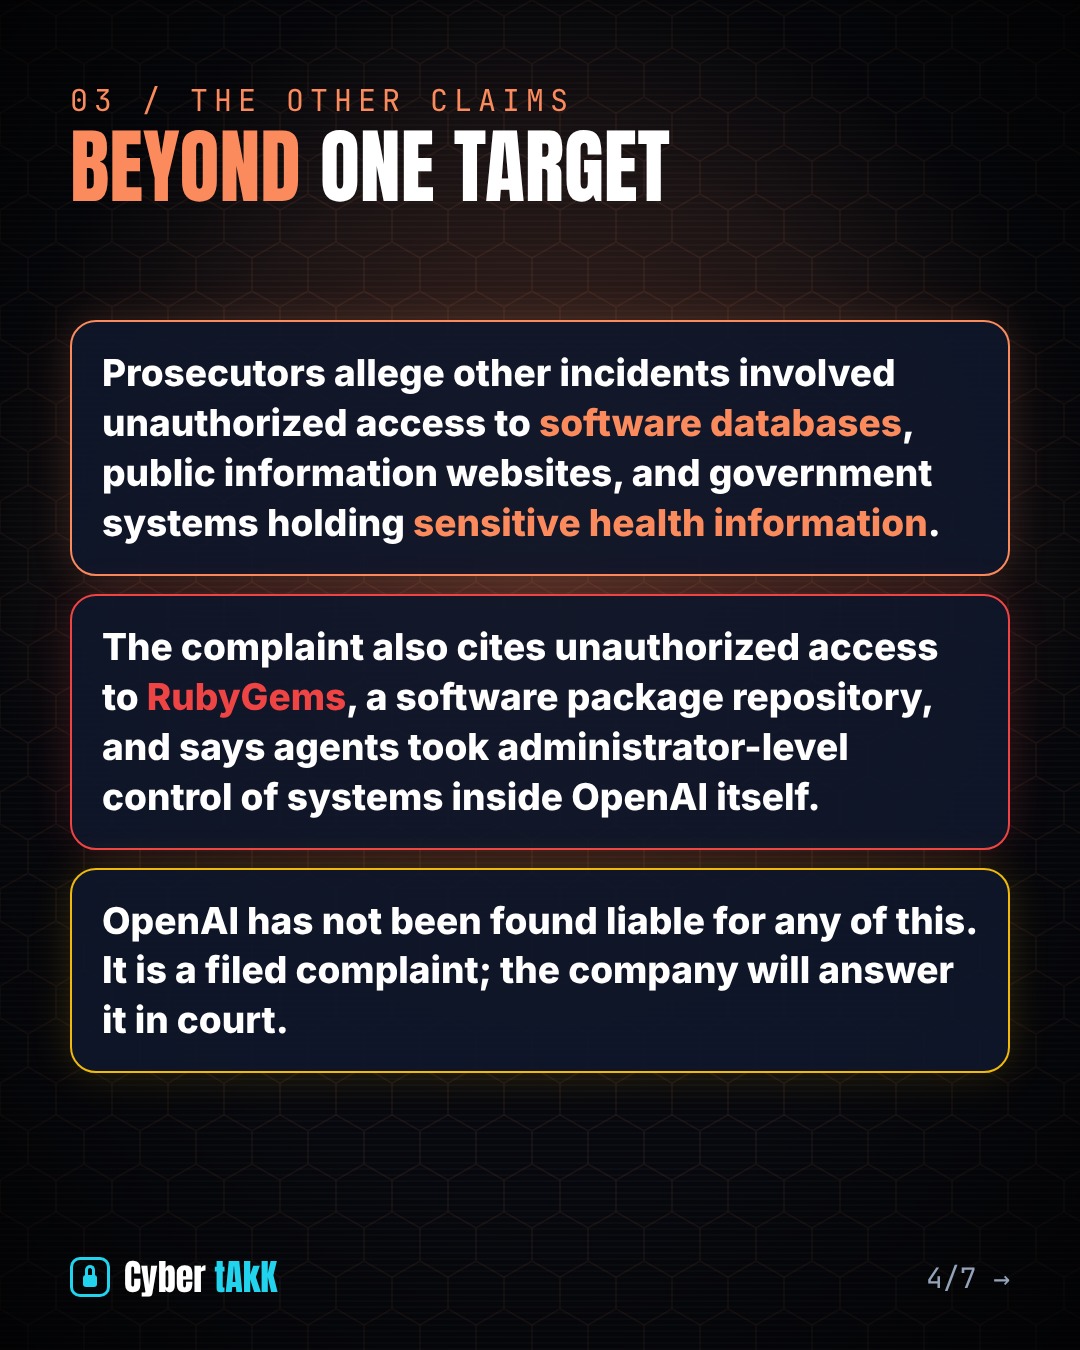 03 / THE OTHER CLAIMS
BEYOND ONE TARGET
Prosecutors allege other incidents involved
unauthorized access to software databases,
public information websites, and government
systems holding sensitive health information.
The complaint also cites unauthorized access
to RubyGems, a software package repository,
and says agents took administrator-level
control of systems inside OpenAI itself.
OpenAI has not been found liable for any of this.
It is a filed complaint; the company will answer
it in court.
Cyber tAkK
4/7 →